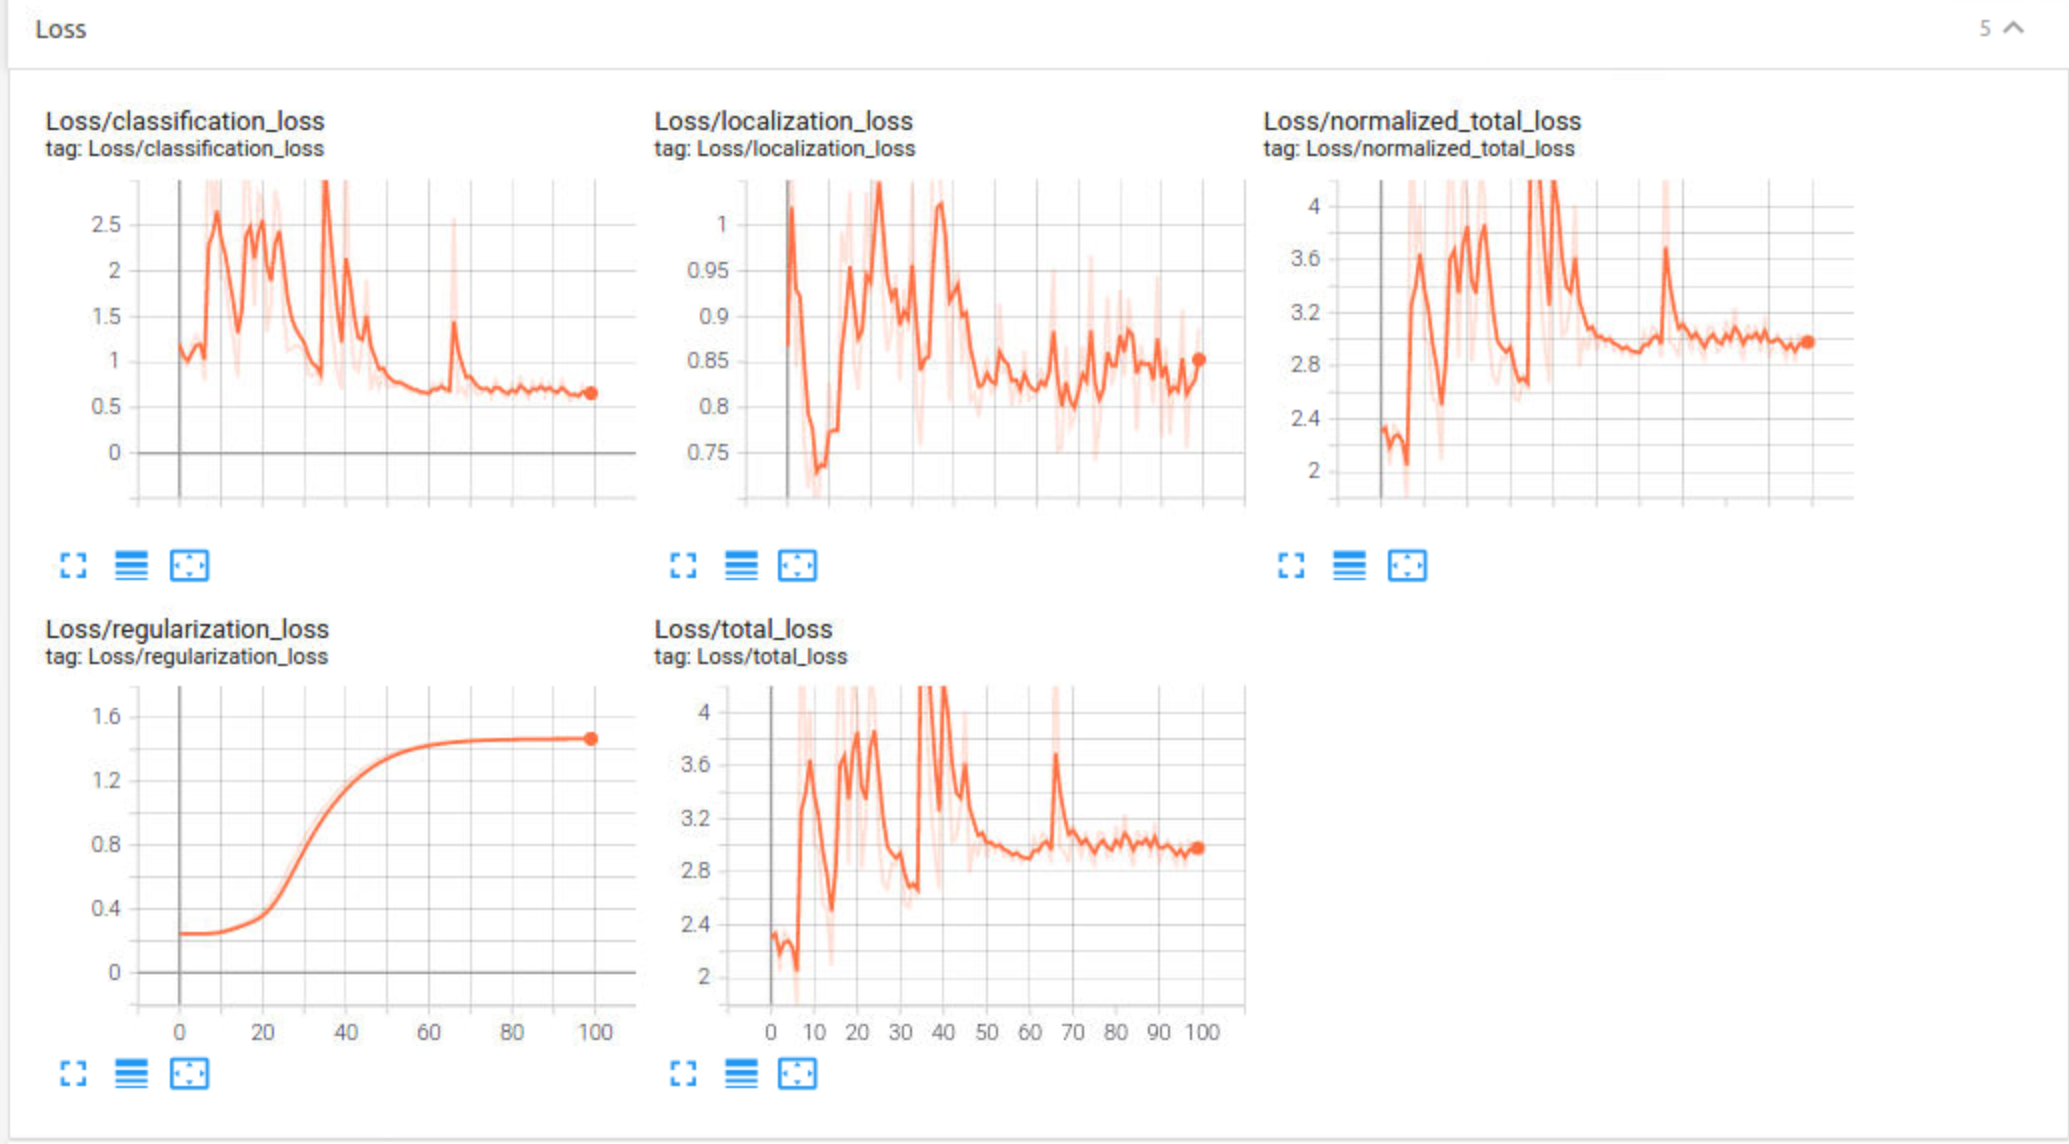 Loss
5
Loss/classification_loss
tag: Loss/classification_loss
2.5
2
1.5
1
0.5
0
Loss/localization_loss
tag: Loss/localization_loss
1
0.95
0.9
0.85
0.8
0.75
Loss/normalized_total_loss
tag: Loss/normalized_total_loss
4
3.6
3.2
2.8
2.4
2
Loss/regularization_loss
tag: Loss/regularization_loss
1.6
1.2
0.8
0.4
0
0 20 40 60 80 100
Loss/total_loss
tag: Loss/total_loss
4
3.6
3.2
2.8
2.4
2
0 10 20 30 40 50 60 70 80 90 100